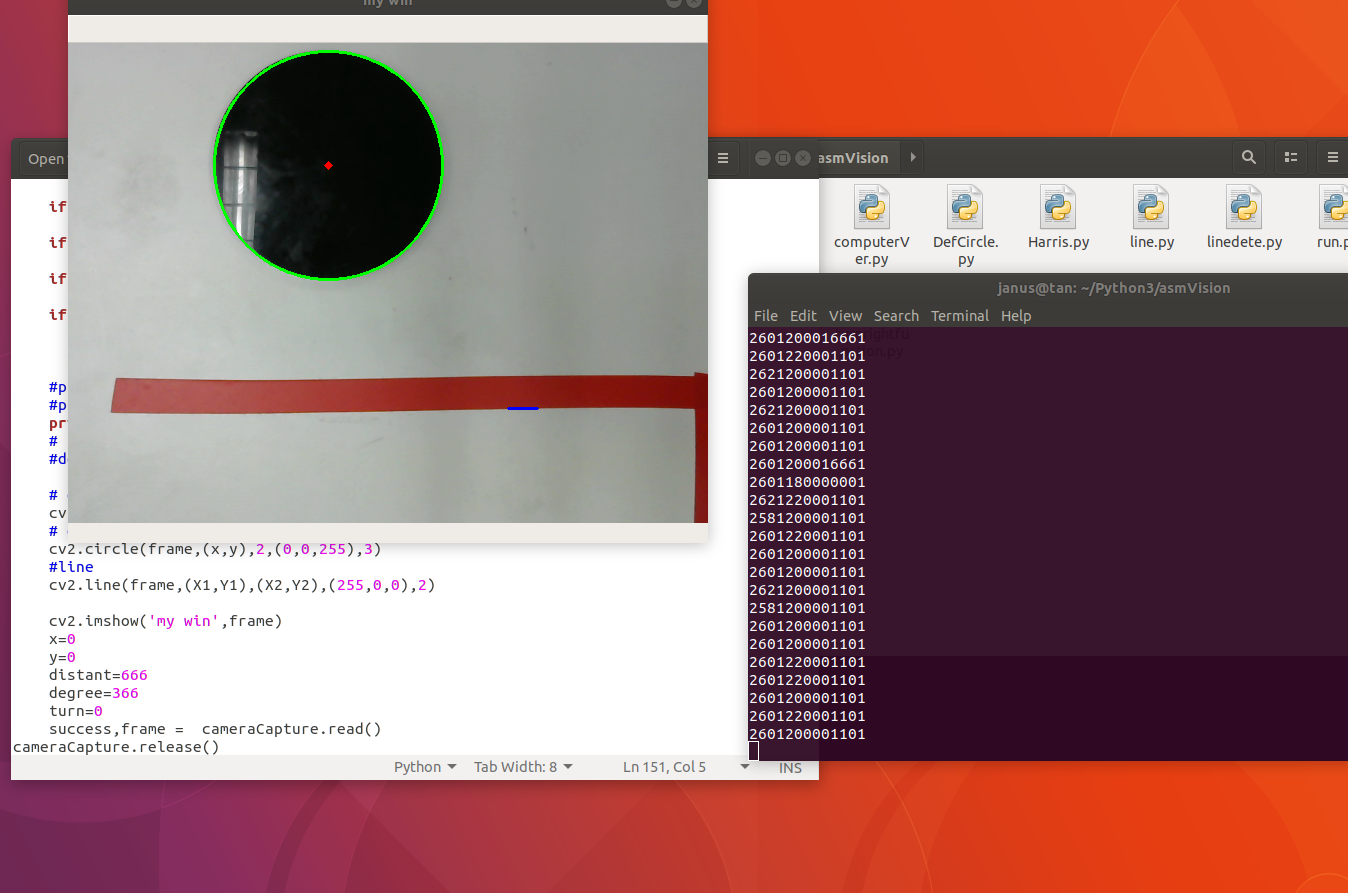 my win
Open
if
if
if
if
#p
#p
pr
#
#d
#
cv
#
cv2.circle(frame,(x,y),2,(0,0,255),3)
#line
cv2.line(frame,(X1,Y1),(X2,Y2),(255,0,0),2)
cv2.imshow('my win',frame)
x=0
y=0
distant=666
degree=366
turn=0
success,frame =  cameraCapture.read()
cameraCapture.release()
Python
Tab Width: 8
Ln 151, Col 5
INS
asmVision
computerV
er.py
DefCircle.
py
Harris.py
line.py
linedete.py
run.p
janus@tan: ~/Python3/asmVision
File Edit View Search Terminal Help
2601200016661
2601220001101
2621200001101
2601200001101
2621200001101
2601200001101
2601200001101
2601200016661
2601180000001
2621220001101
2581200001101
2601220001101
2601200001101
2601200001101
2621200001101
2581200001101
2601200001101
2601200001101
2601220001101
2601220001101
2601200001101
2601220001101
2601200001101